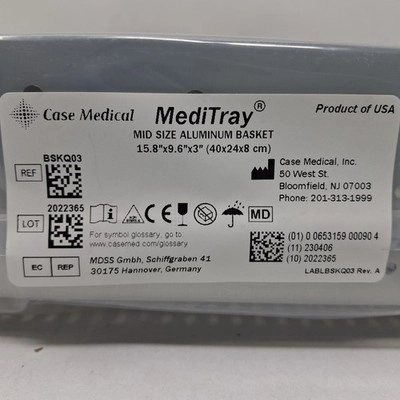 Case Medical
MediTray®
Product of USA
MID SIZE ALUMINUM BASKET
15.8"x9.6"x3" (40x24x8 cm)
REF
BSKQ03
LOT
2022365
Case Medical, Inc.
50 West St.
Bloomfield, NJ 07003
Phone: 201-313-1999
CE
MD
For symbol glossary, go to:
www.casemed.com/glossary
EC REP
MDSS Gmbh, Schiffgraben 41
30175 Hannover, Germany
(01) 0 0653159 00090 4
(11) 230406
(10) 2022365
LABLBSKQ03 Rev. A